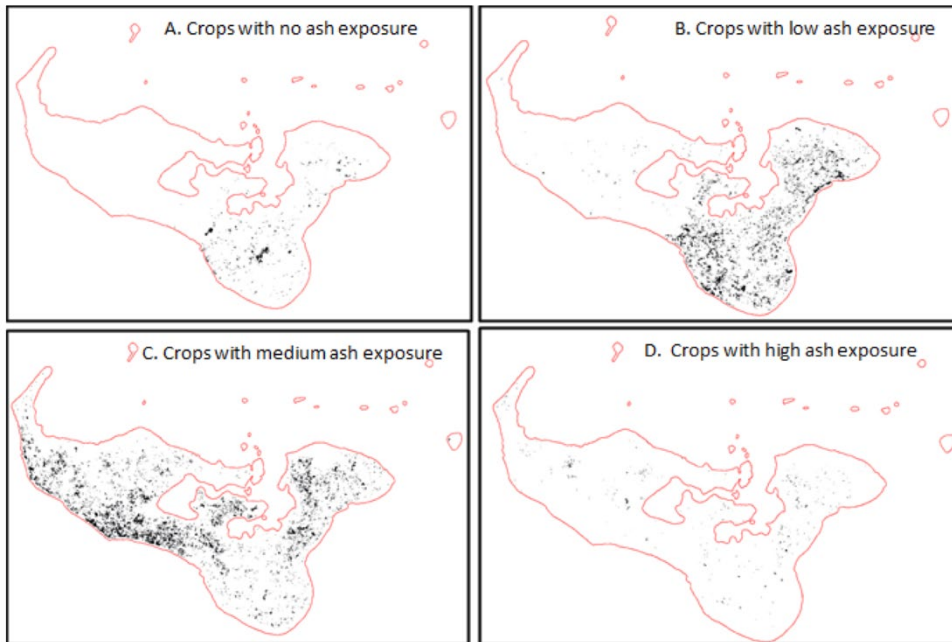 A. Crops with no ash exposure
B. Crops with low ash exposure
C. Crops with medium ash exposure
D. Crops with high ash exposure